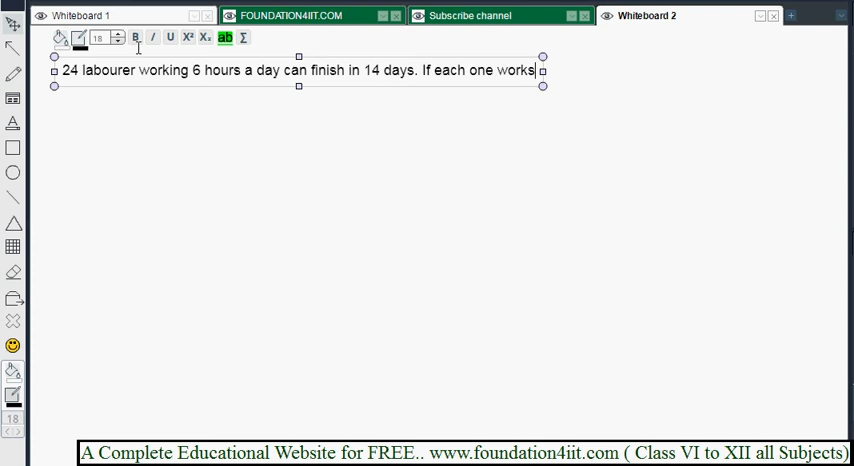 Whiteboard 1
FOUNDATION4IIT.COM
Subscribe channel
Whiteboard 2
18
B I U X² X₂ ab Σ
24 labourer working 6 hours a day can finish in 14 days. If each one works
A
18
A Complete Educational Website for FREE.. www.foundation4iit.com ( Class VI to XII all Subjects)